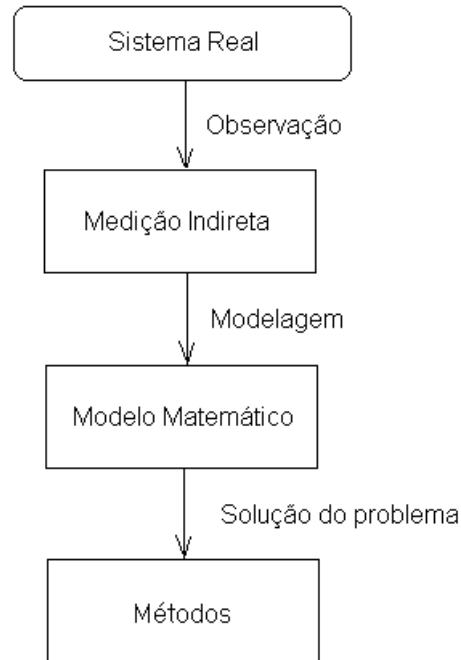 Sistema Real
Observação
Medição Indireta
Modelagem
Modelo Matemático
Solução do problema
Métodos